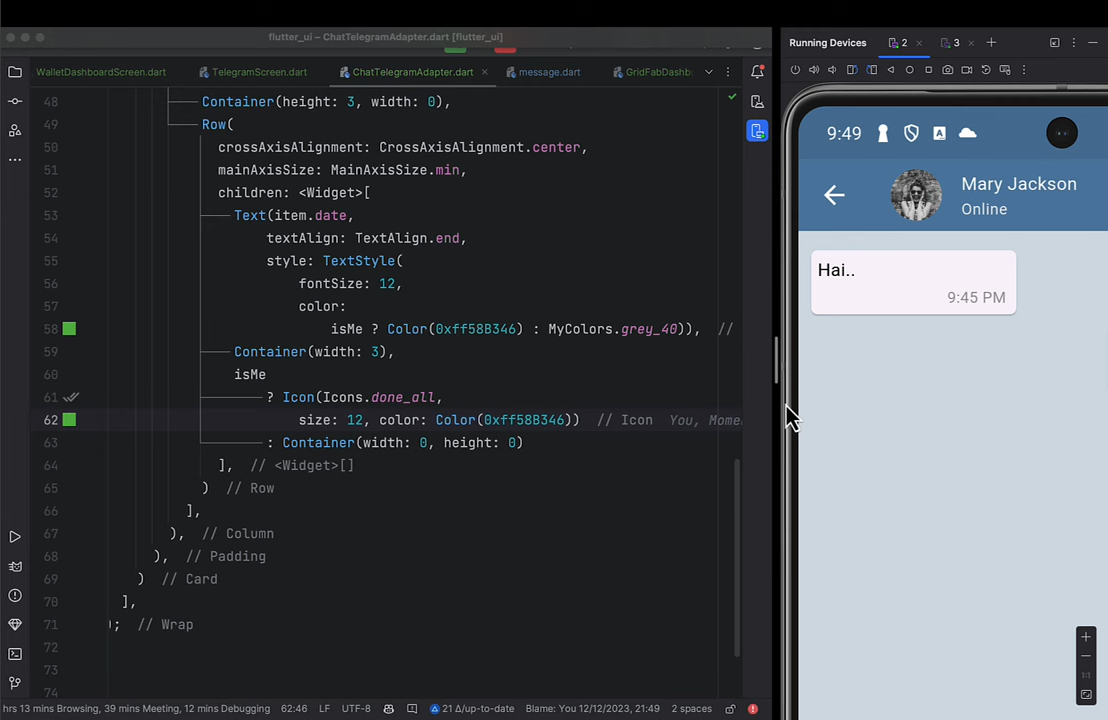 flutter_ui – ChatTelegramAdapter.dart [flutter_ui]
WalletDashboardScreen.dart TelegramScreen.dart ChatTelegramAdapter.dart message.dart GridFabDashb
48 Container(height: 3, width: 0),
49 Row(
50 crossAxisAlignment: CrossAxisAlignment.center,
51 mainAxisSize: MainAxisSize.min,
52 children: <Widget>[
53 Text(item.date,
54 textAlign: TextAlign.end,
55 style: TextStyle(
56 fontSize: 12,
57 color:
58 isMe ? Color(0xff58B346) : MyColors.grey_40)), //
59 Container(width: 3),
60 isMe
61 ? Icon(Icons.done_all,
62 size: 12, color: Color(0xff58B346)) // Icon You, Mome
63 : Container(width: 0, height: 0)
64 ], // <Widget>[]
65 ) // Row
66 ],
67 ), // Column
68 ), // Padding
69 ) // Card
70 ],
71 ); // Wrap
72
73
74
hrs 13 mins Browsing, 39 mins Meeting, 12 mins Debugging 62:46 LF UTF-8 21 Δ/up-to-date Blame: You 12/12/2023, 21:49 2 spaces
Running Devices 2 3
9:49 A
Mary Jackson
Online
Hai..
9:45 PM
1:1